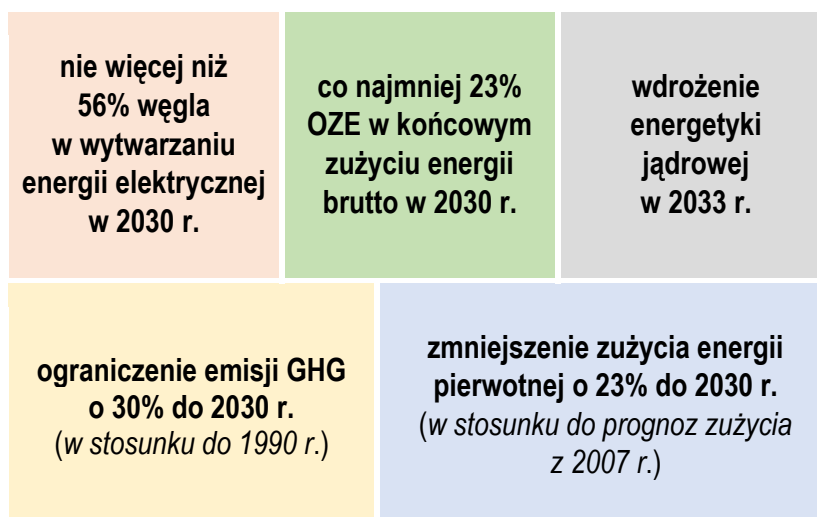 nie więcej niż
56% węgla
w wytwarzaniu
energii elektrycznej
w 2030 r.
co najmniej 23%
OZE w końcowym
zużyciu energii
brutto w 2030 r.
wdrożenie
energetyki
jądrowej
w 2033 r.
ograniczenie emisji GHG
o 30% do 2030 r.
(w stosunku do 1990 r.)
zmniejszenie zużycia energii
pierwotnej o 23% do 2030 r.
(w stosunku do prognoz zużycia
z 2007 r.)